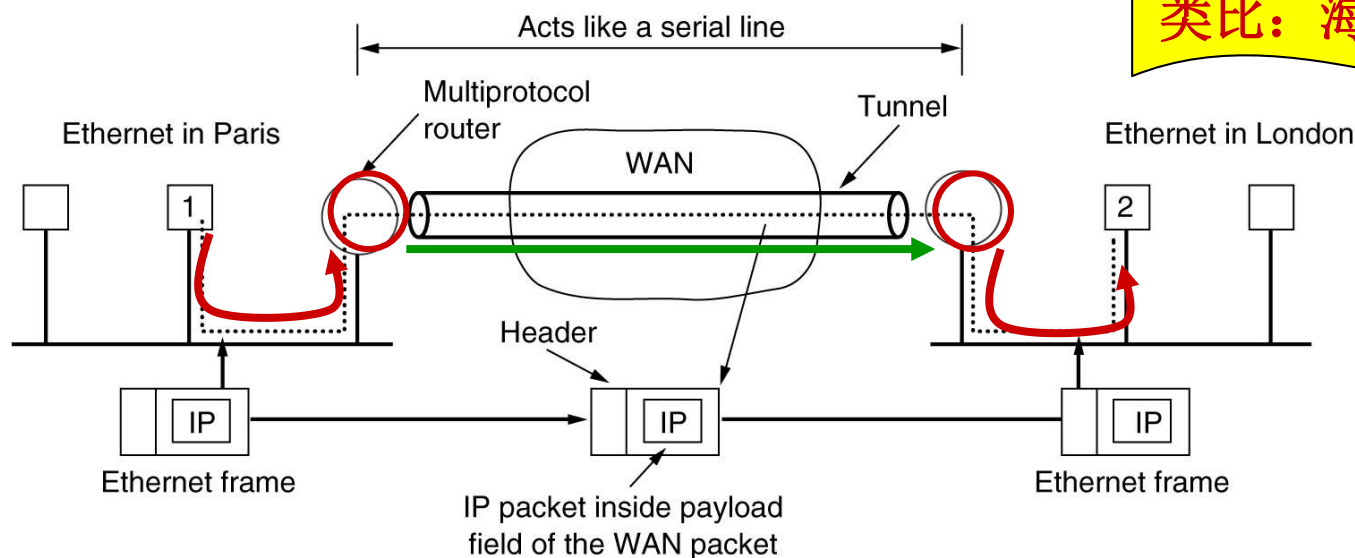 Acts like a serial line
类比：海
Multiprotocol
router
Tunnel
Ethernet in Paris
Ethernet in London
WAN
1
2
Header
IP
IP
IP
Ethernet frame
Ethernet frame
IP packet inside payload
field of the WAN packet